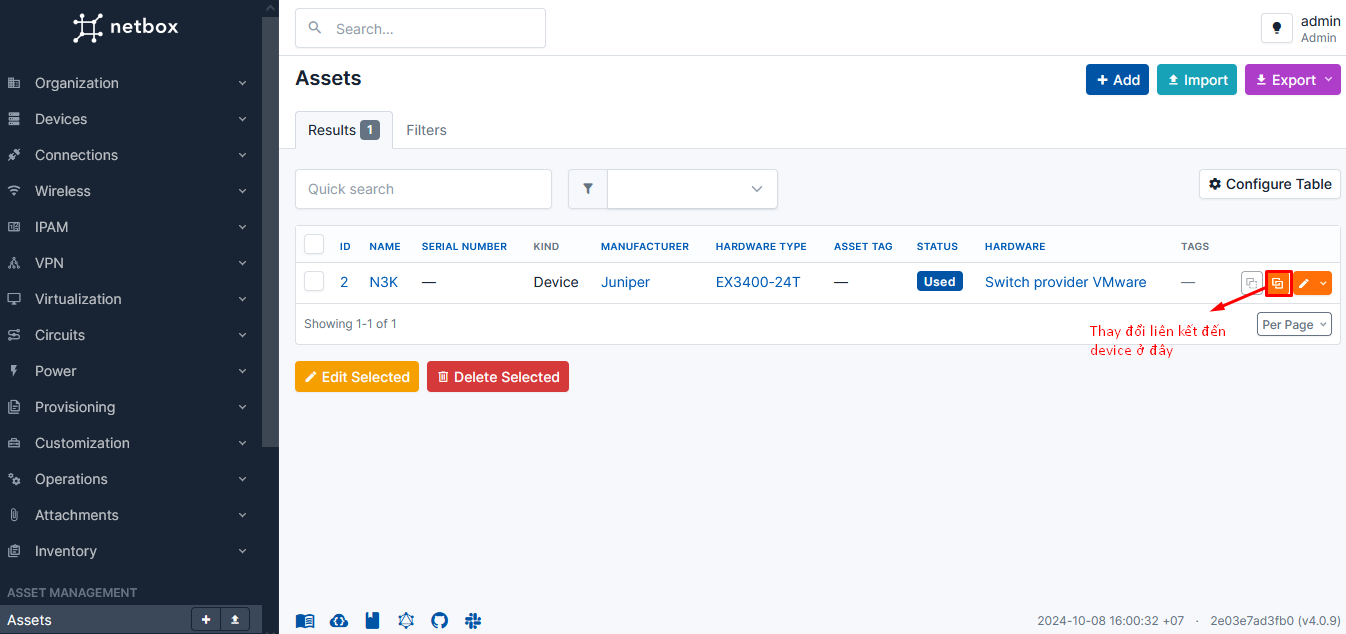 netbox
Organization
Devices
Connections
Wireless
IPAM
VPN
Virtualization
Circuits
Power
Provisioning
Customization
Operations
Attachments
Inventory
ASSET MANAGEMENT
Assets
Search...
admin
Admin
Assets
Add
Import
Export
Results 1
Filters
Quick search
Configure Table
ID NAME SERIAL NUMBER KIND MANUFACTURER HARDWARE TYPE ASSET TAG STATUS HARDWARE TAGS
2 N3K — Device Juniper EX3400-24T — Used Switch provider VMware —
Showing 1-1 of 1
Per Page
Thay đổi liên kết đến
device ở đây
Edit Selected
Delete Selected
2024-10-08 16:00:32 +07 · 2e03e7ad3fb0 (v4.0.9)